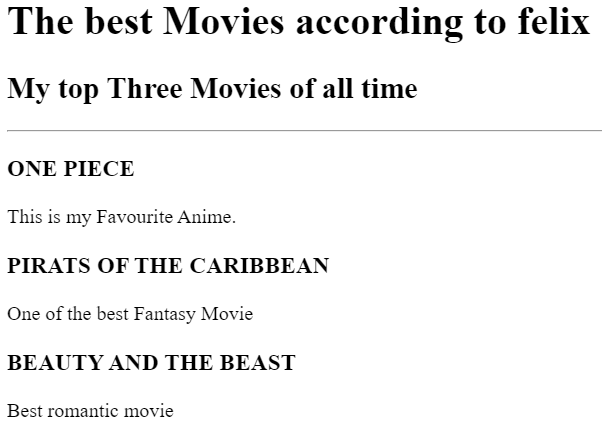 The best Movies according to felix
My top Three Movies of all time
ONE PIECE
This is my Favourite Anime.
PIRATS OF THE CARIBBEAN
One of the best Fantasy Movie
BEAUTY AND THE BEAST
Best romantic movie